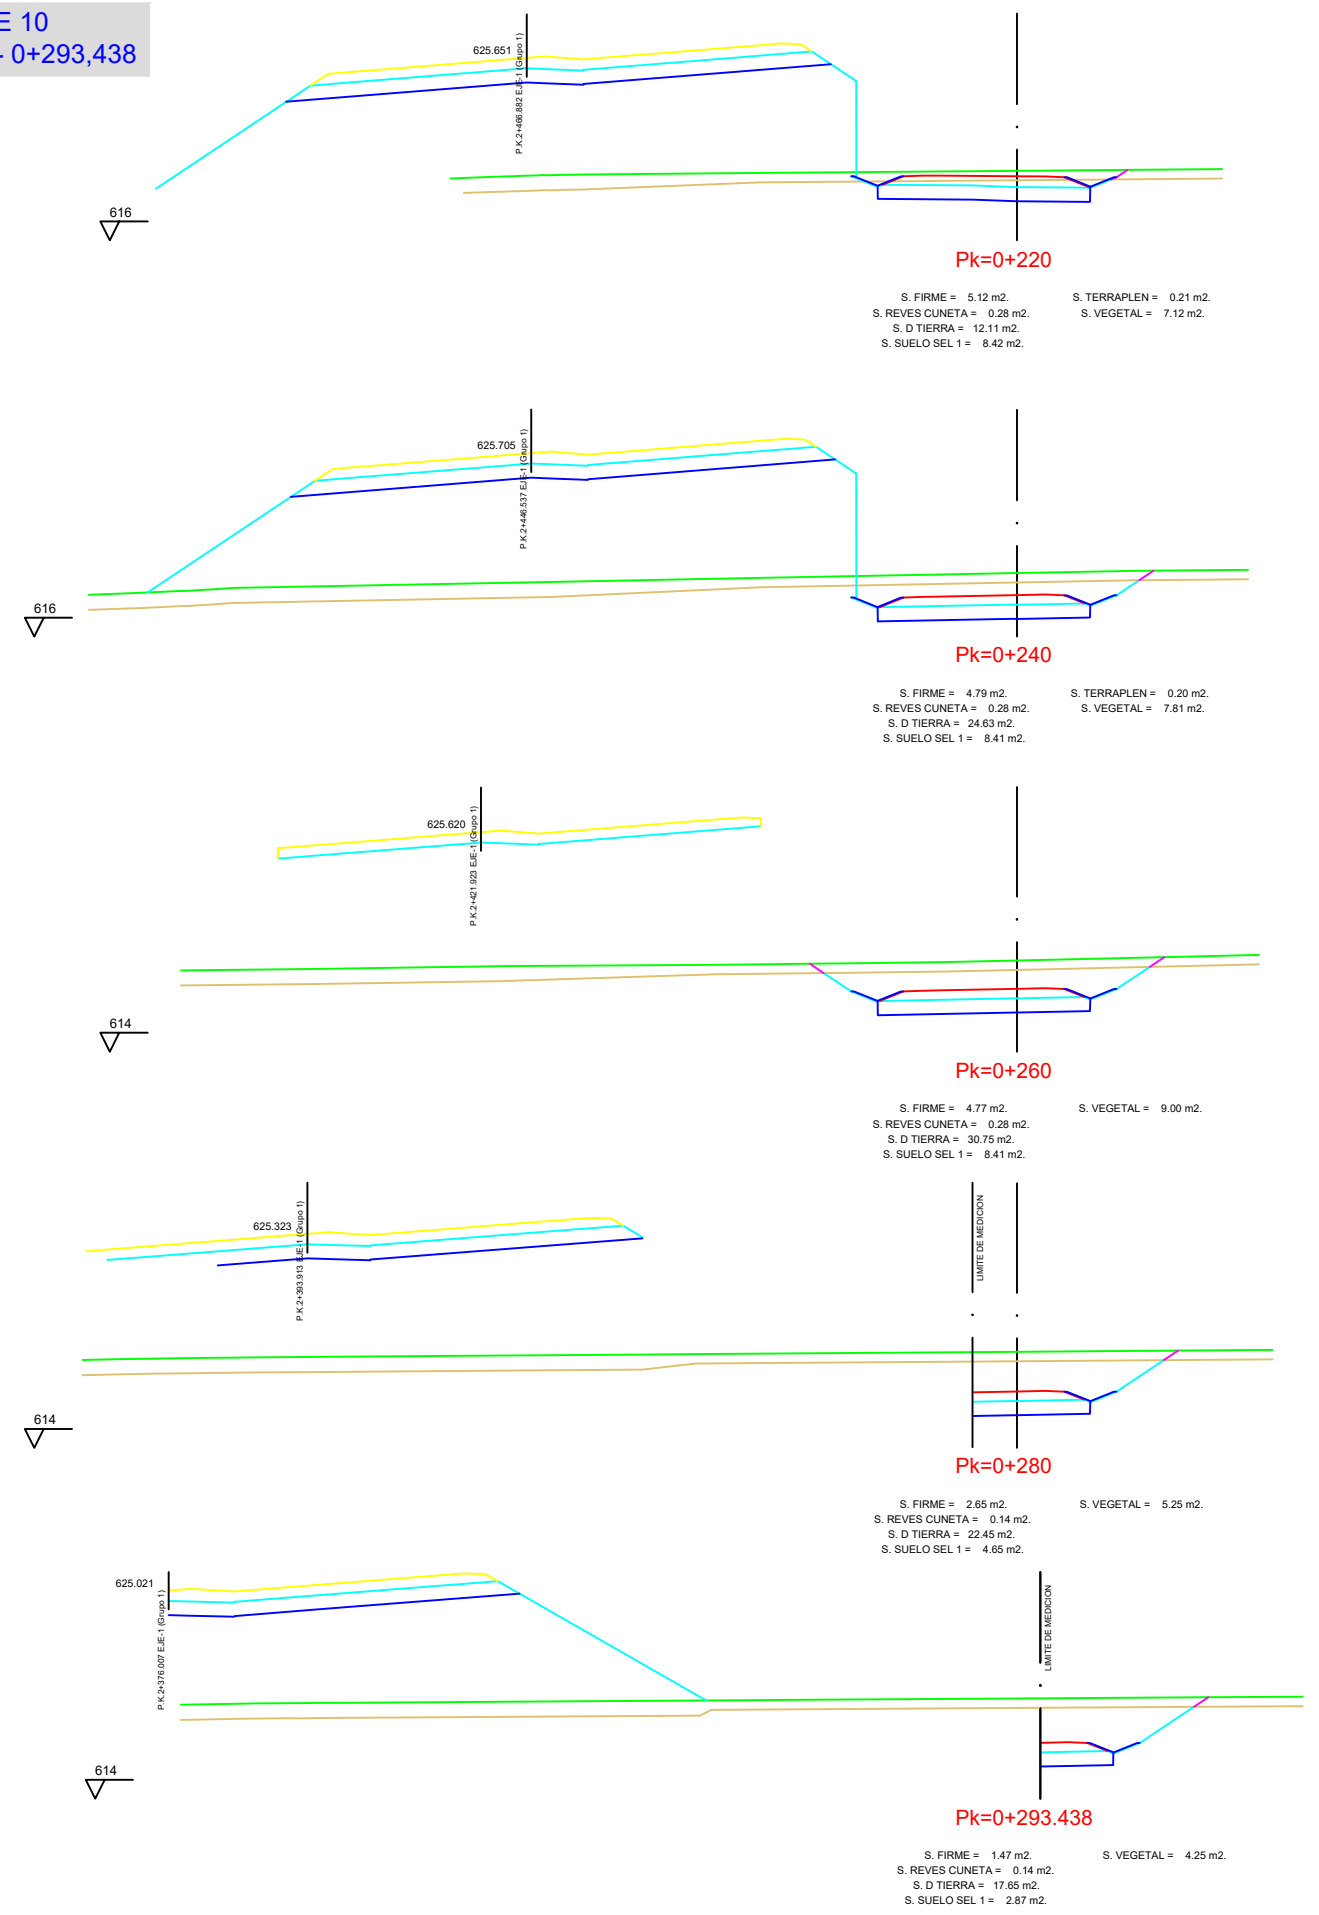 E 10
- 0+293,438
625.651
P.K.2+466.882 EJE-1 (Grupo 1)
616
Pk=0+220
S. FIRME = 5.12 m2. S. TERRAPLEN = 0.21 m2.
S. REVES CUNETA = 0.28 m2. S. VEGETAL = 7.12 m2.
S. D TIERRA = 12.11 m2.
S. SUELO SEL 1 = 8.42 m2.
625.705
P.K.2+446.537 EJE-1 (Grupo 1)
616
Pk=0+240
S. FIRME = 4.79 m2. S. TERRAPLEN = 0.20 m2.
S. REVES CUNETA = 0.28 m2. S. VEGETAL = 7.81 m2.
S. D TIERRA = 24.63 m2.
S. SUELO SEL 1 = 8.41 m2.
625.620
P.K.2+421.923 EJE-1 (Grupo 1)
614
Pk=0+260
S. FIRME = 4.77 m2. S. VEGETAL = 9.00 m2.
S. REVES CUNETA = 0.28 m2.
S. D TIERRA = 30.75 m2.
S. SUELO SEL 1 = 8.41 m2.
625.323
P.K.2+393.913 EJE-1 (Grupo 1)
LIMITE DE MEDICION
614
Pk=0+280
S. FIRME = 2.65 m2. S. VEGETAL = 5.25 m2.
S. REVES CUNETA = 0.14 m2.
S. D TIERRA = 22.45 m2.
S. SUELO SEL 1 = 4.65 m2.
625.021
P.K.2+376.007 EJE-1 (Grupo 1)
LIMITE DE MEDICION
614
Pk=0+293.438
S. FIRME = 1.47 m2. S. VEGETAL = 4.25 m2.
S. REVES CUNETA = 0.14 m2.
S. D TIERRA = 17.65 m2.
S. SUELO SEL 1 = 2.87 m2.